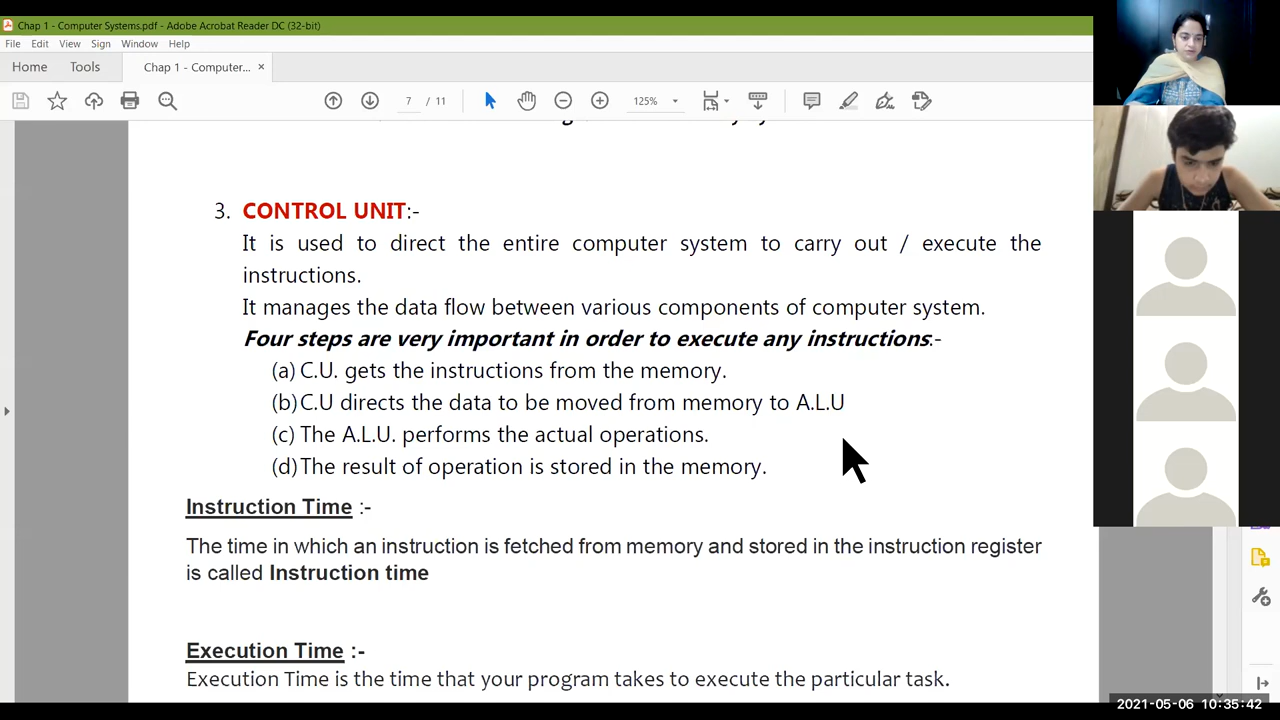 Chap 1 - Computer Systems.pdf - Adobe Acrobat Reader DC (32-bit)
File Edit View Sign Window Help
Home Tools Chap 1 - Computer... ×
7 / 11 125%
3. CONTROL UNIT:-
It is used to direct the entire computer system to carry out / execute the
instructions.
It manages the data flow between various components of computer system.
Four steps are very important in order to execute any instructions:-
(a) C.U. gets the instructions from the memory.
(b) C.U directs the data to be moved from memory to A.L.U
(c) The A.L.U. performs the actual operations.
(d) The result of operation is stored in the memory.
Instruction Time :-
The time in which an instruction is fetched from memory and stored in the instruction register
is called Instruction time
Execution Time :-
Execution Time is the time that your program takes to execute the particular task.
2021-05-06 10:35:42